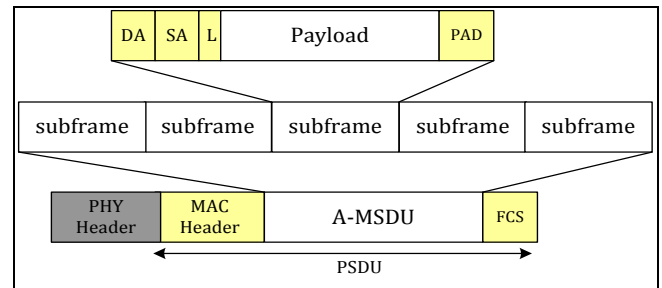 DA SA L Payload PAD
subframe subframe subframe subframe subframe
PHY Header MAC Header A-MSDU FCS
PSDU